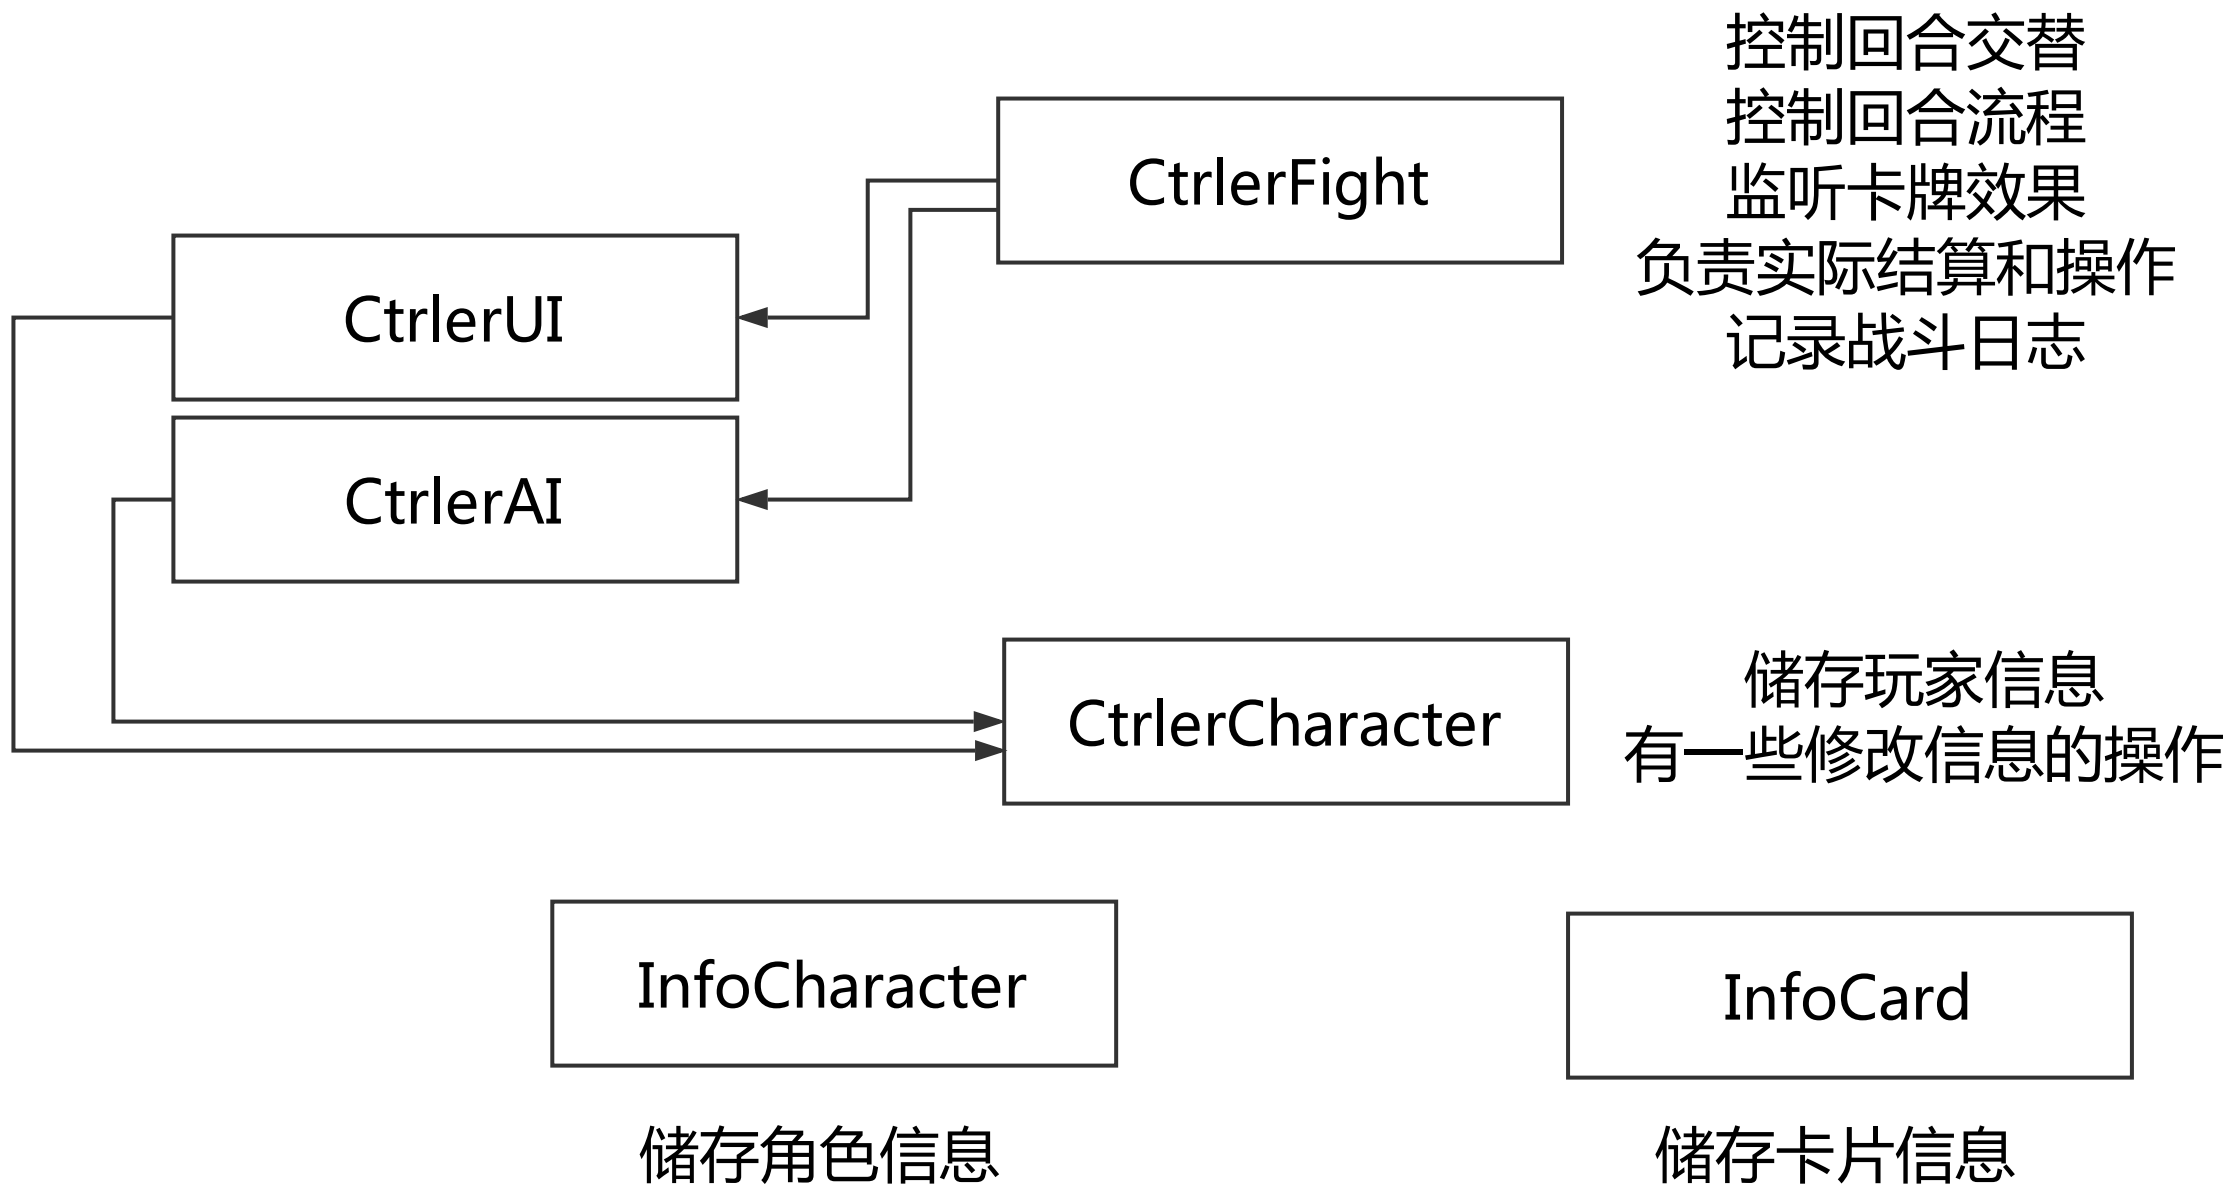 控制回合交替
控制回合流程
监听卡牌效果
负责实际结算和操作
记录战斗日志
CtrlerFight
CtrlerUI
CtrlerAI
CtrlerCharacter
储存玩家信息
有一些修改信息的操作
InfoCharacter
InfoCard
储存角色信息
储存卡片信息